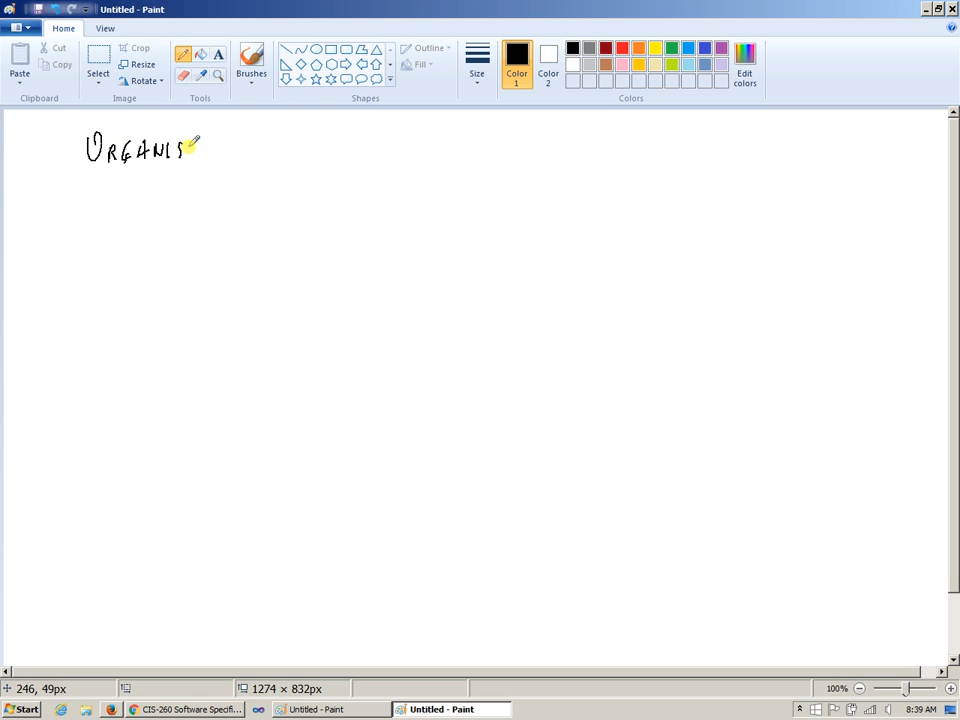 Untitled - Paint
Home View
Paste
Cut
Copy
Clipboard
Select
Crop
Resize
Rotate
Image
Tools
Brushes
Outline
Fill
Shapes
Size
Color 1
Color 2
Edit colors
Colors
ORGANIS
246, 49px
1274 × 832px
100%
Start
CIS-260 Software Specifi...
Untitled - Paint
Untitled - Paint
8:39 AM